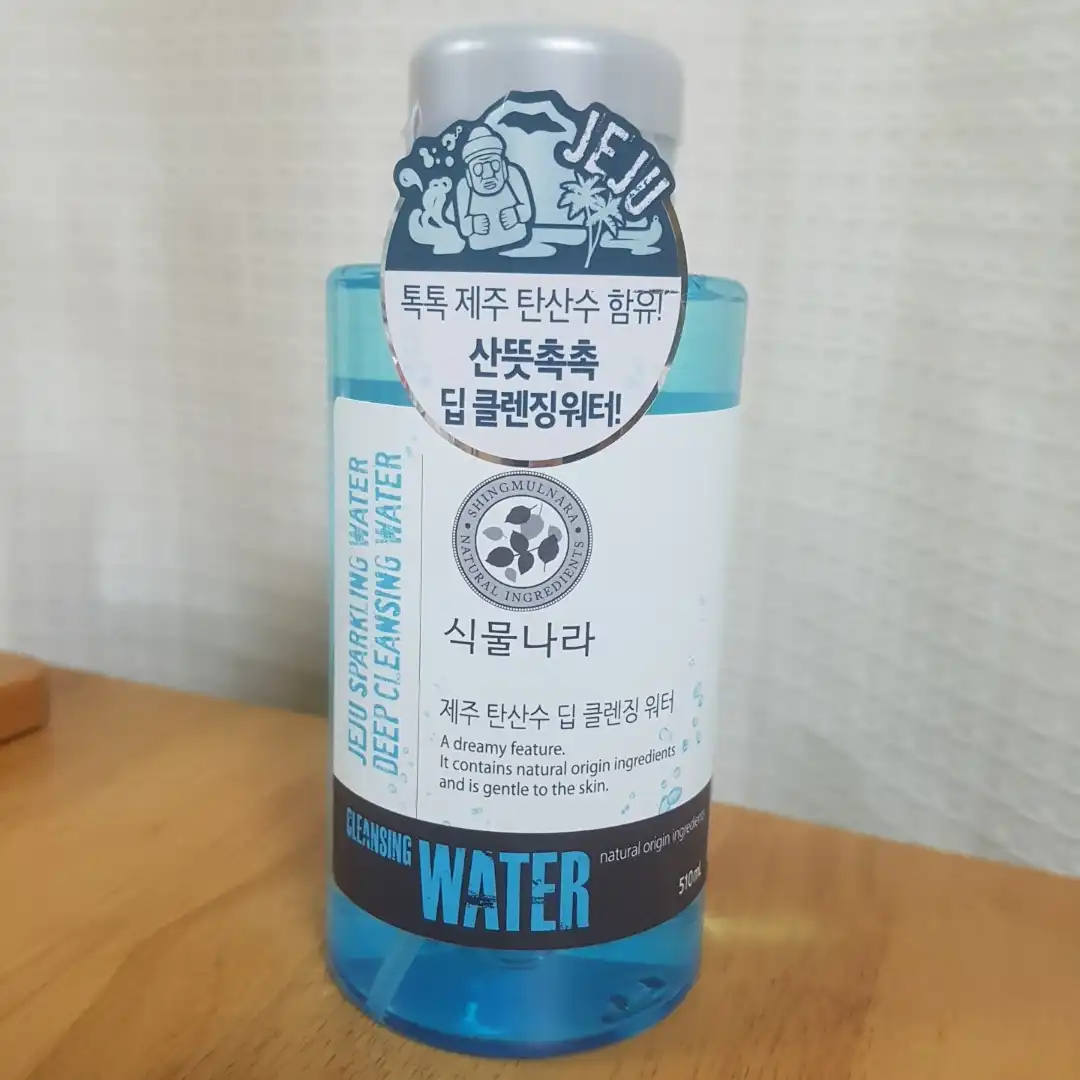 JEJU
톡톡 제주 탄산수 함유!
산뜻촉촉
딥 클렌징 워터!
JEJU SPARKLING WATER
DEEP CLEANSING WATER
• SHINGMULNARA •
NATURAL INGREDIENTS
식물나라
제주 탄산수 딥 클렌징 워터
A dreamy feature.
It contains natural origin ingredients
and is gentle to the skin.
CLEANSING
WATER
natural origin ingredients
510mL